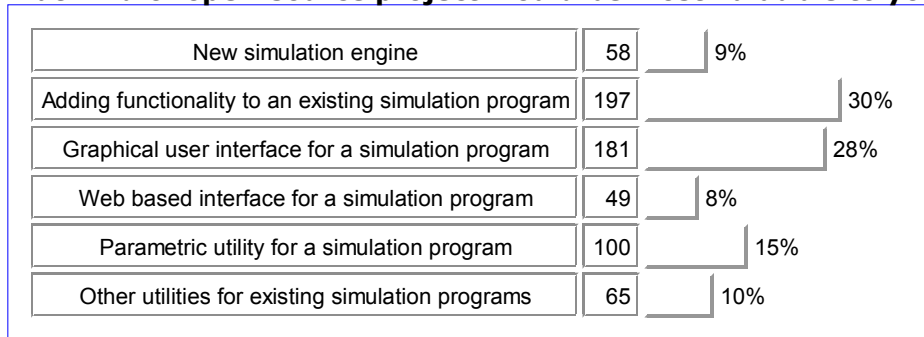 New simulation engine 58 9%
Adding functionality to an existing simulation program 197 30%
Graphical user interface for a simulation program 181 28%
Web based interface for a simulation program 49 8%
Parametric utility for a simulation program 100 15%
Other utilities for existing simulation programs 65 10%